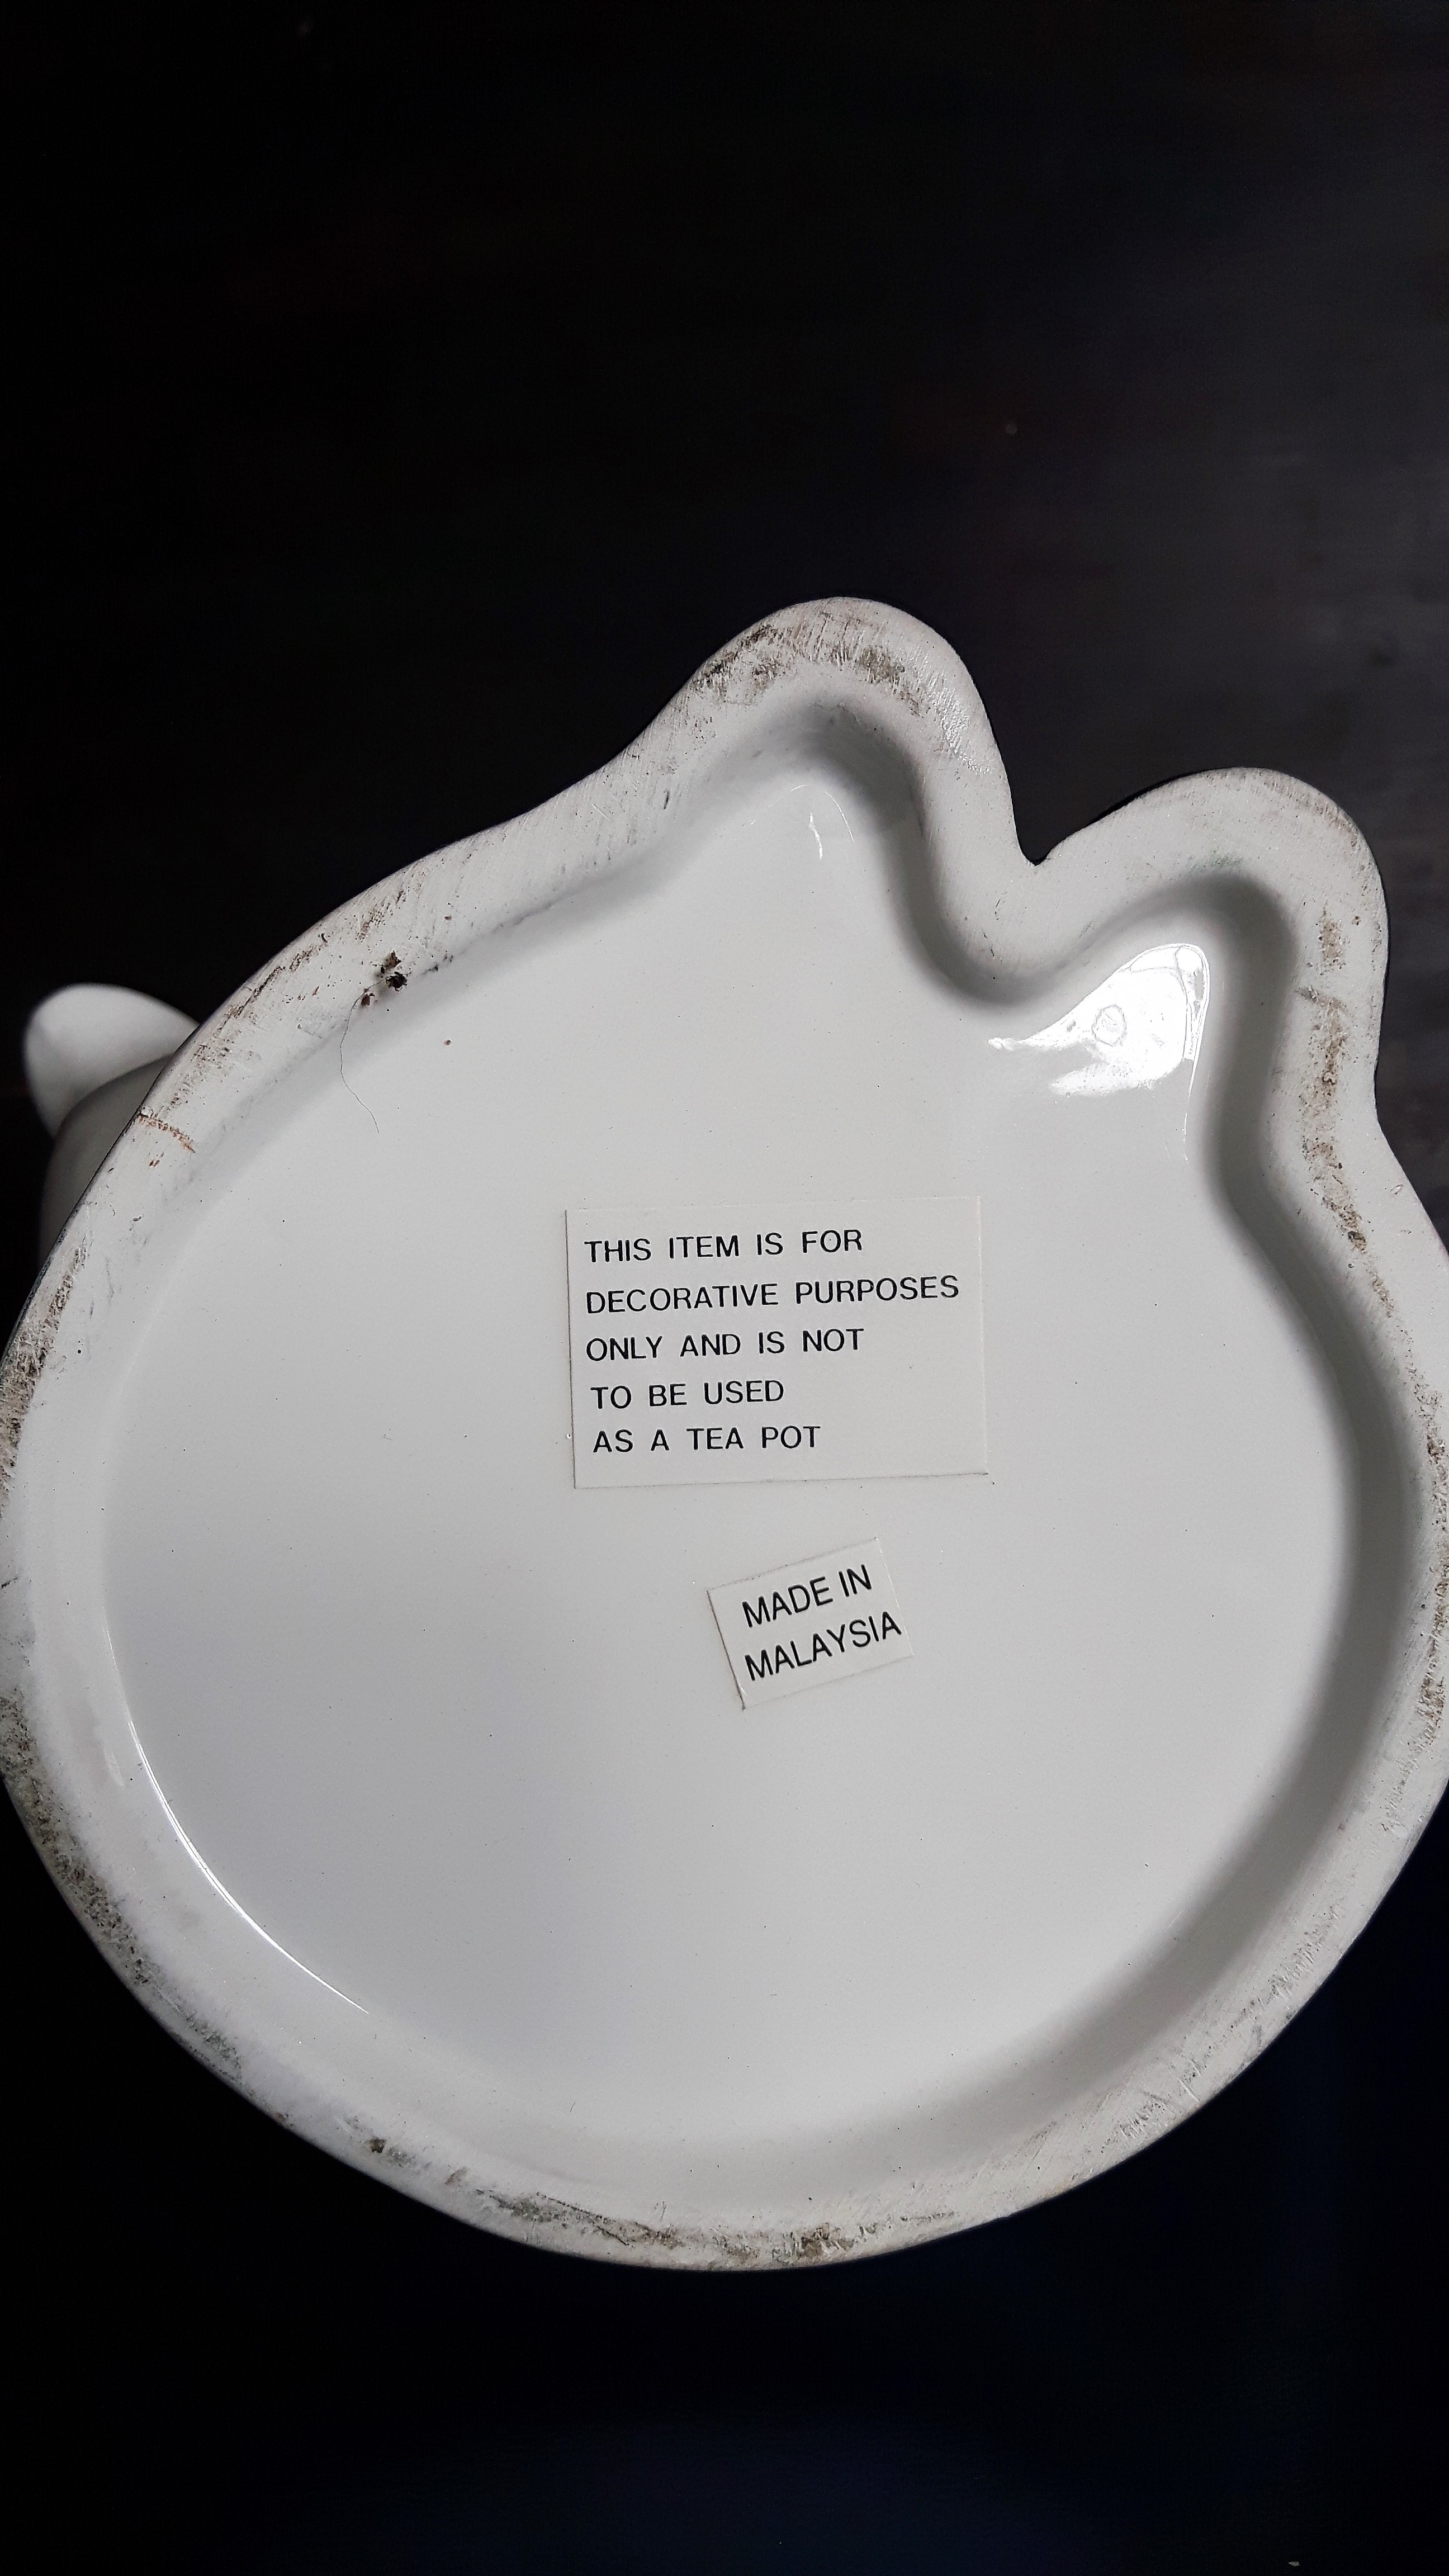 THIS ITEM IS FOR
DECORATIVE PURPOSES
ONLY AND IS NOT
TO BE USED
AS A TEA POT
MADE IN
MALAYSIA